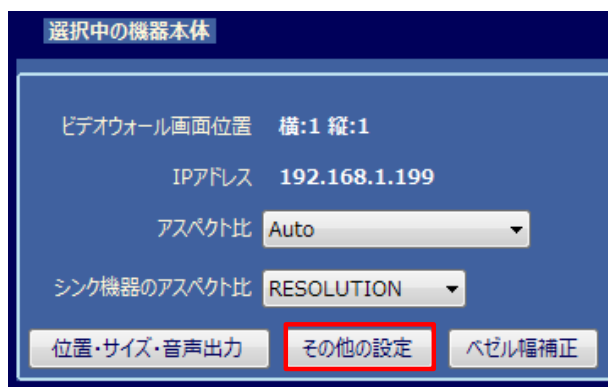 選択中の機器本体
ビデオウォール画面位置 横:1 縦:1
IPアドレス 192.168.1.199
アスペクト比 Auto
シンク機器のアスペクト比 RESOLUTION
位置・サイズ・音声出力 その他の設定 ベゼル幅補正